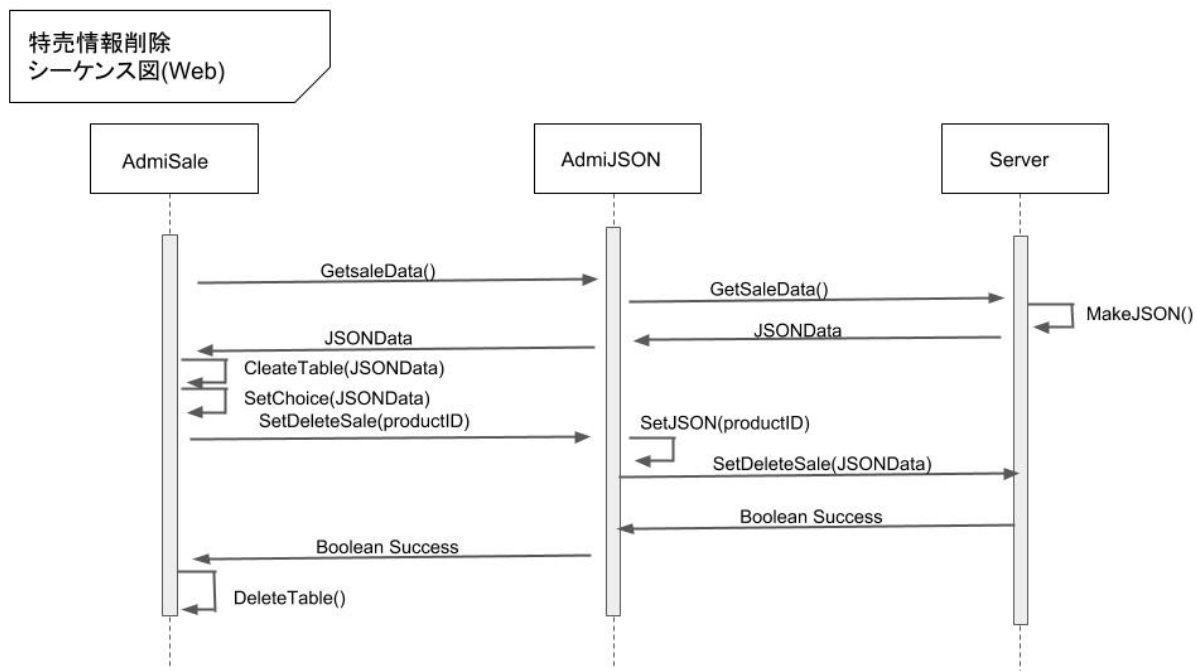 特売情報削除
シーケンス図(Web)
AdmiSale
AdmiJSON
Server
GetsaleData()
GetSaleData()
MakeJSON()
JSONData
JSONData
CleateTable(JSONData)
SetChoice(JSONData)
SetDeleteSale(productID)
SetJSON(productID)
SetDeleteSale(JSONData)
Boolean Success
Boolean Success
DeleteTable()